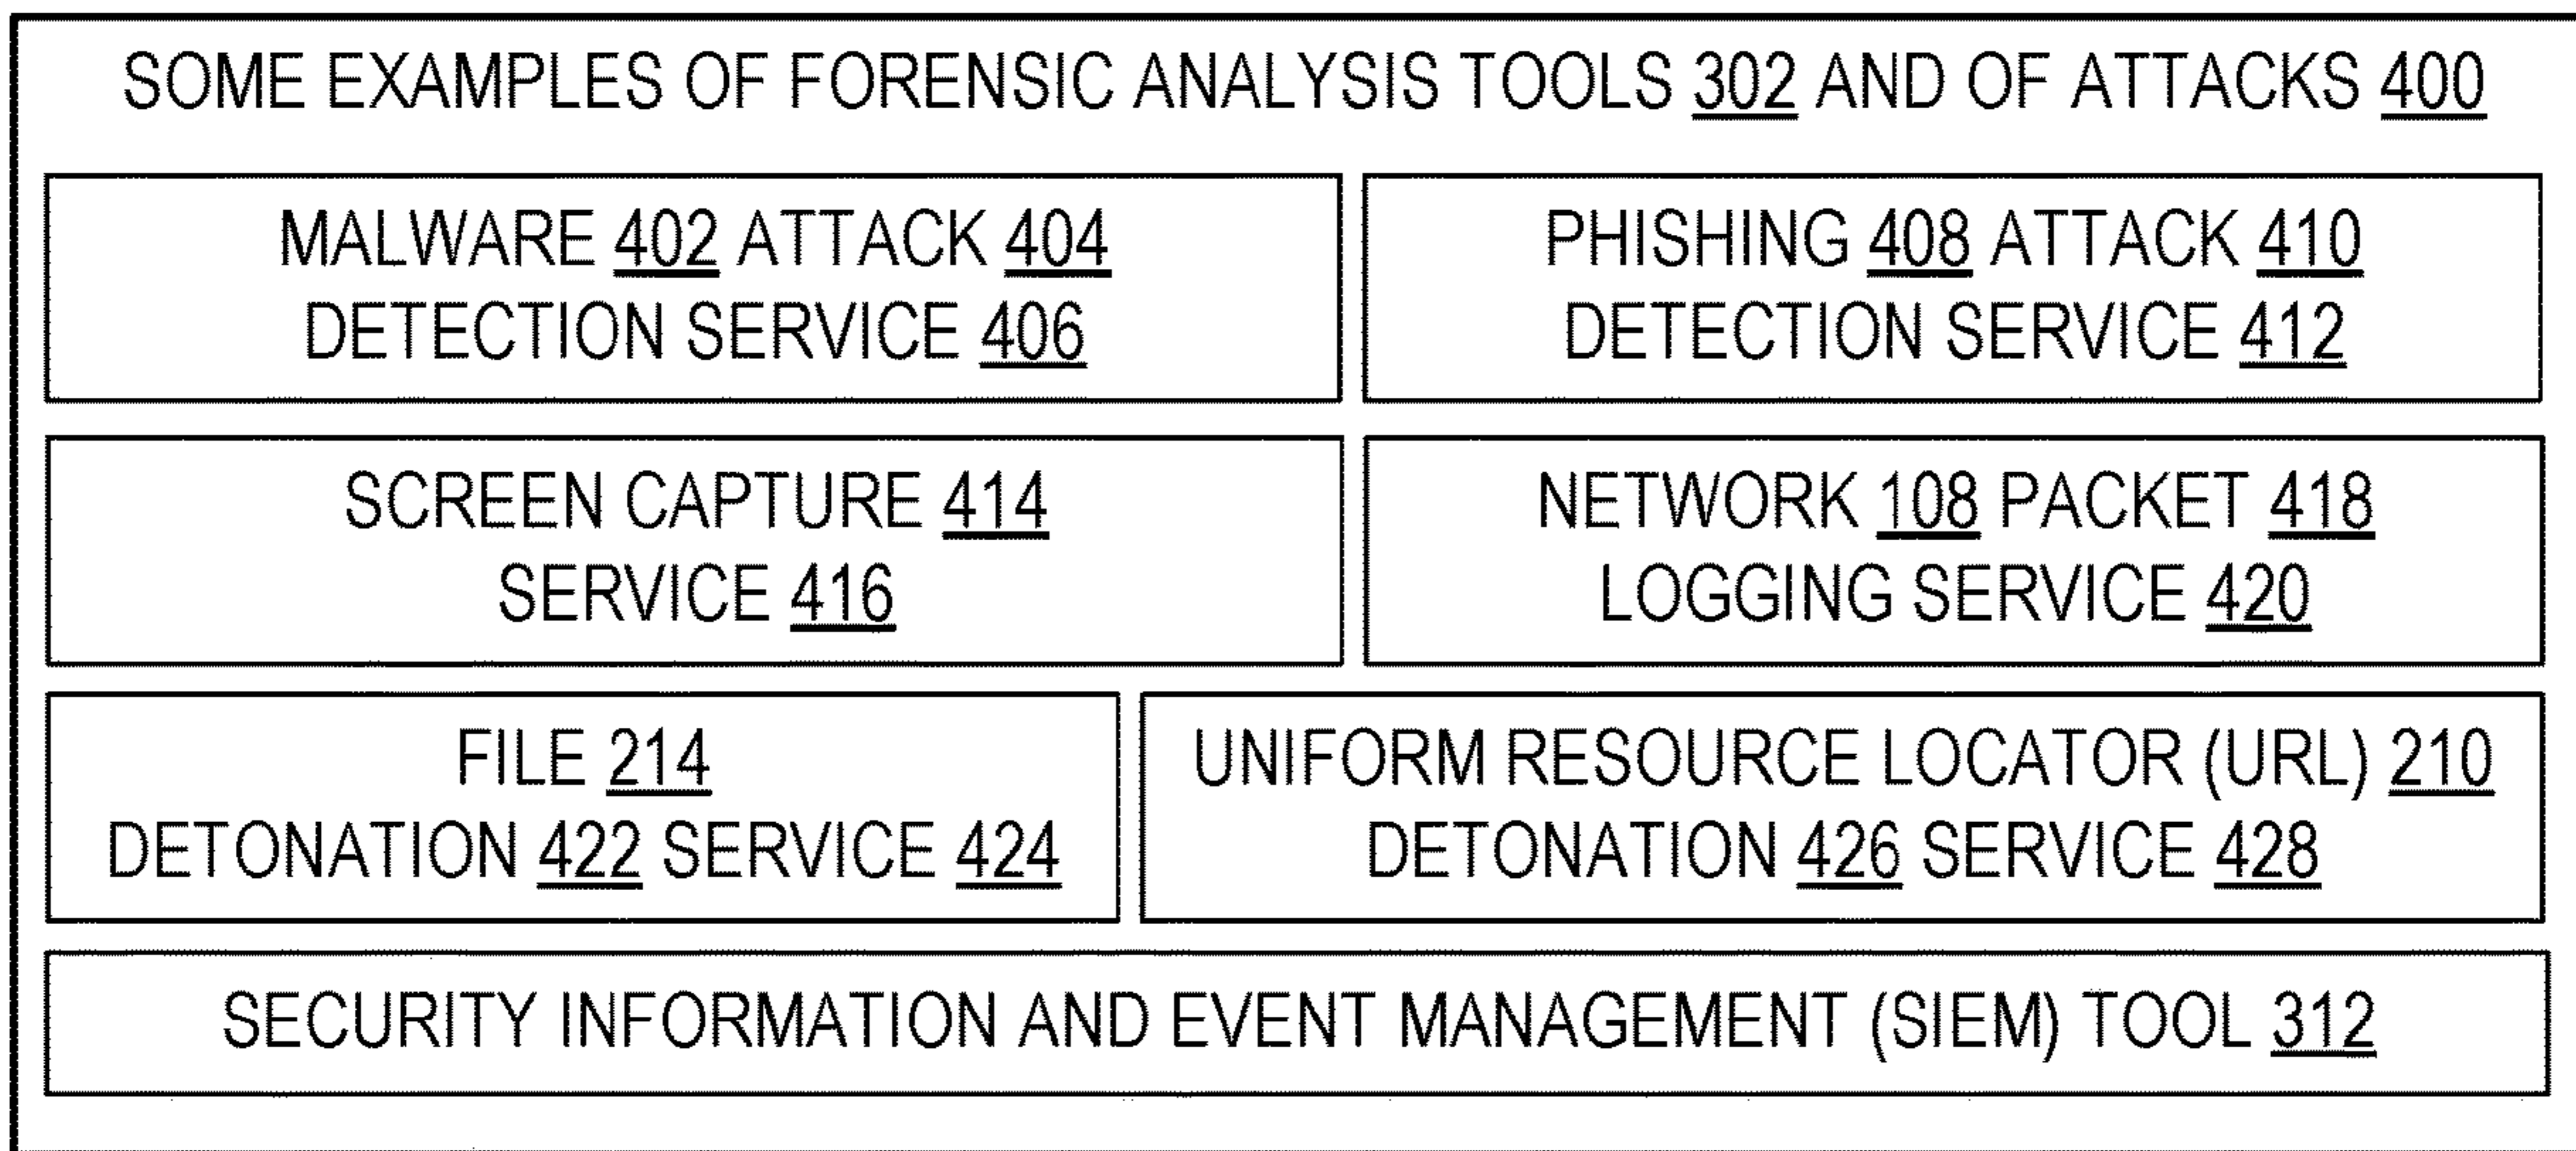 SOME EXAMPLES OF FORENSIC ANALYSIS TOOLS 302 AND OF ATTACKS 400
MALWARE 402 ATTACK 404
DETECTION SERVICE 406
PHISHING 408 ATTACK 410
DETECTION SERVICE 412
SCREEN CAPTURE 414
SERVICE 416
NETWORK 108 PACKET 418
LOGGING SERVICE 420
FILE 214
DETONATION 422 SERVICE 424
UNIFORM RESOURCE LOCATOR (URL) 210
DETONATION 426 SERVICE 428
SECURITY INFORMATION AND EVENT MANAGEMENT (SIEM) TOOL 312